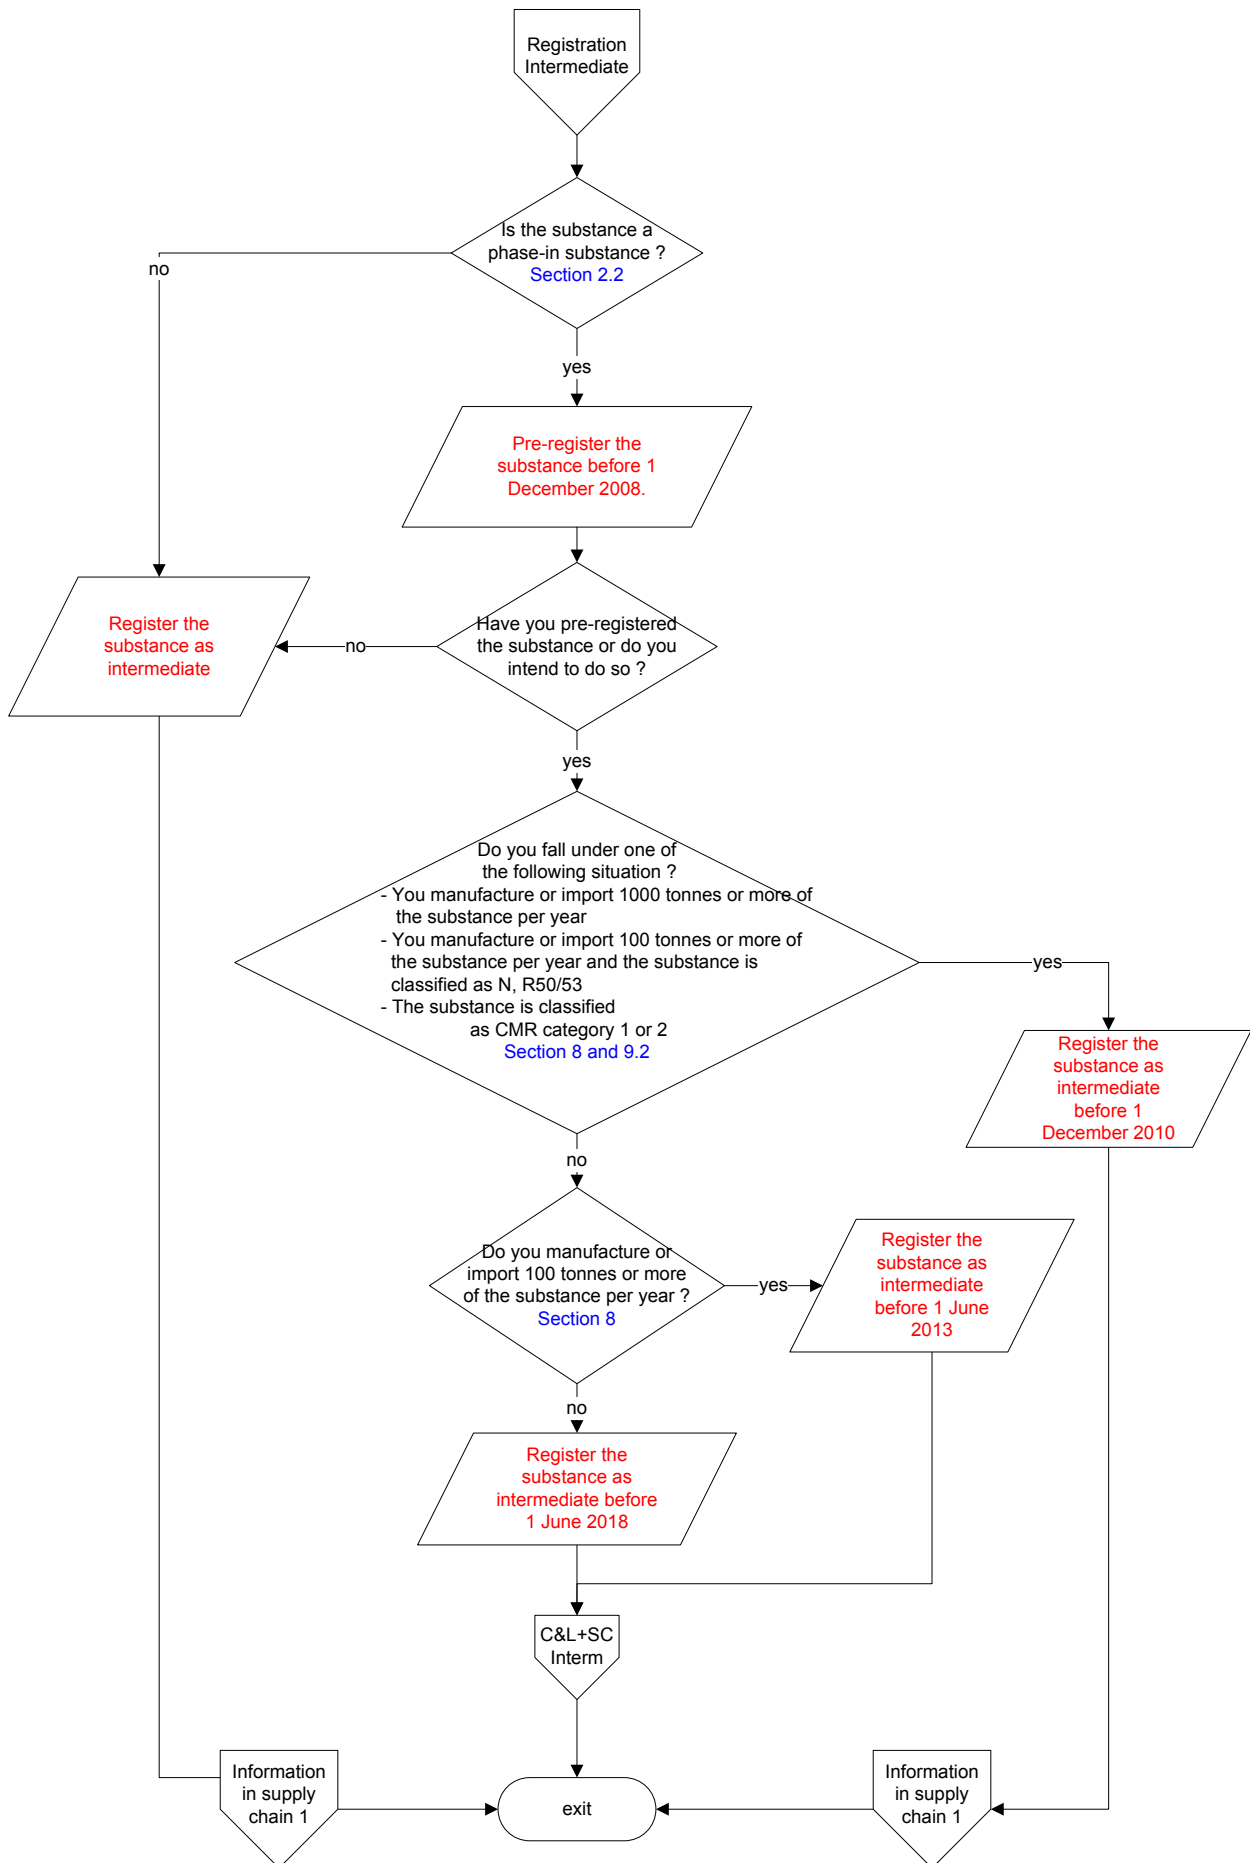 Registration
Intermediate
Is the substance a
phase-in substance ?
Section 2.2
no
yes
Pre-register the
substance before 1
December 2008.
Register the
substance as
intermediate
no
Have you pre-registered
the substance or do you
intend to do so ?
yes
Do you fall under one of
the following situation ?
- You manufacture or import 1000 tonnes or more of
the substance per year
- You manufacture or import 100 tonnes or more of
the substance per year and the substance is
classified as N, R50/53
- The substance is classified
as CMR category 1 or 2
Section 8 and 9.2
yes
Register the
substance as
intermediate
before 1
December 2010
no
Do you manufacture or
import 100 tonnes or more
of the substance per year ?
Section 8
yes
Register the
substance as
intermediate
before 1 June
2013
no
Register the
substance as
intermediate before
1 June 2018
C&L+SC
Interm
Information
in supply
chain 1
exit
Information
in supply
chain 1